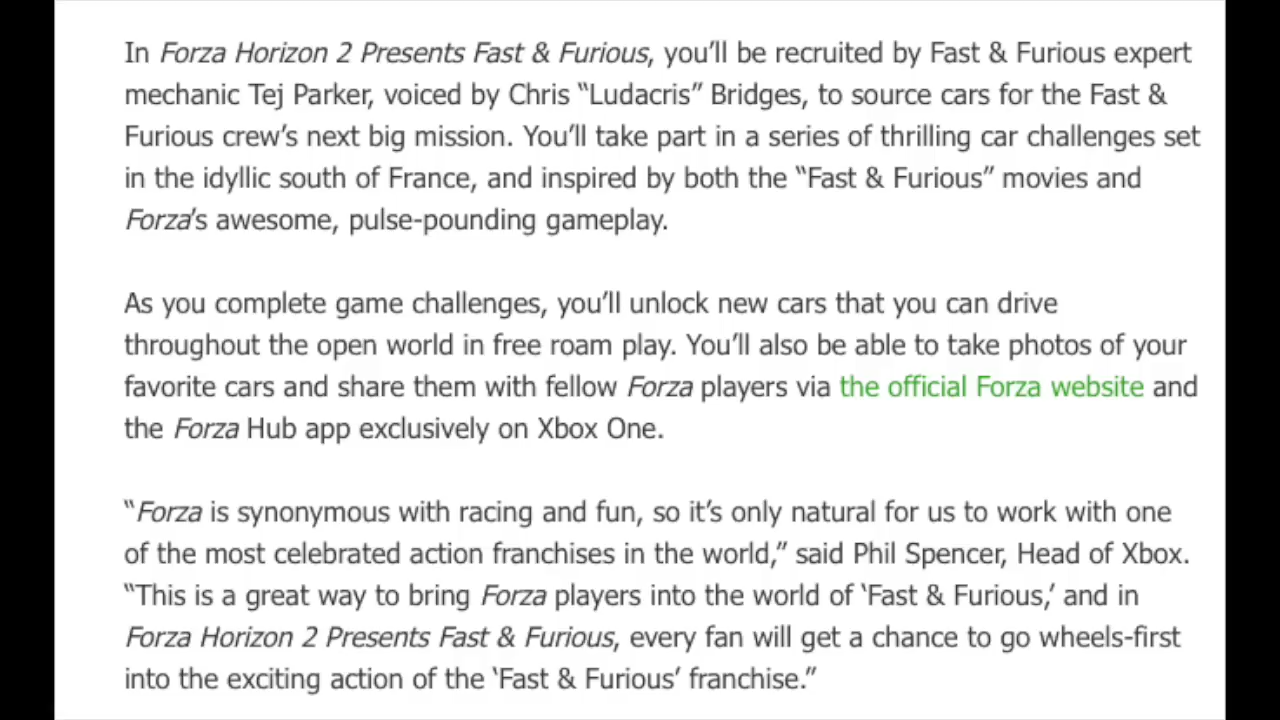 In Forza Horizon 2 Presents Fast & Furious, you’ll be recruited by Fast & Furious expert
mechanic Tej Parker, voiced by Chris “Ludacris” Bridges, to source cars for the Fast &
Furious crew’s next big mission. You’ll take part in a series of thrilling car challenges set
in the idyllic south of France, and inspired by both the “Fast & Furious” movies and
Forza’s awesome, pulse-pounding gameplay.
As you complete game challenges, you’ll unlock new cars that you can drive
throughout the open world in free roam play. You’ll also be able to take photos of your
favorite cars and share them with fellow Forza players via the official Forza website and
the Forza Hub app exclusively on Xbox One.
“Forza is synonymous with racing and fun, so it’s only natural for us to work with one
of the most celebrated action franchises in the world,” said Phil Spencer, Head of Xbox.
“This is a great way to bring Forza players into the world of ‘Fast & Furious,’ and in
Forza Horizon 2 Presents Fast & Furious, every fan will get a chance to go wheels-first
into the exciting action of the ‘Fast & Furious’ franchise.”